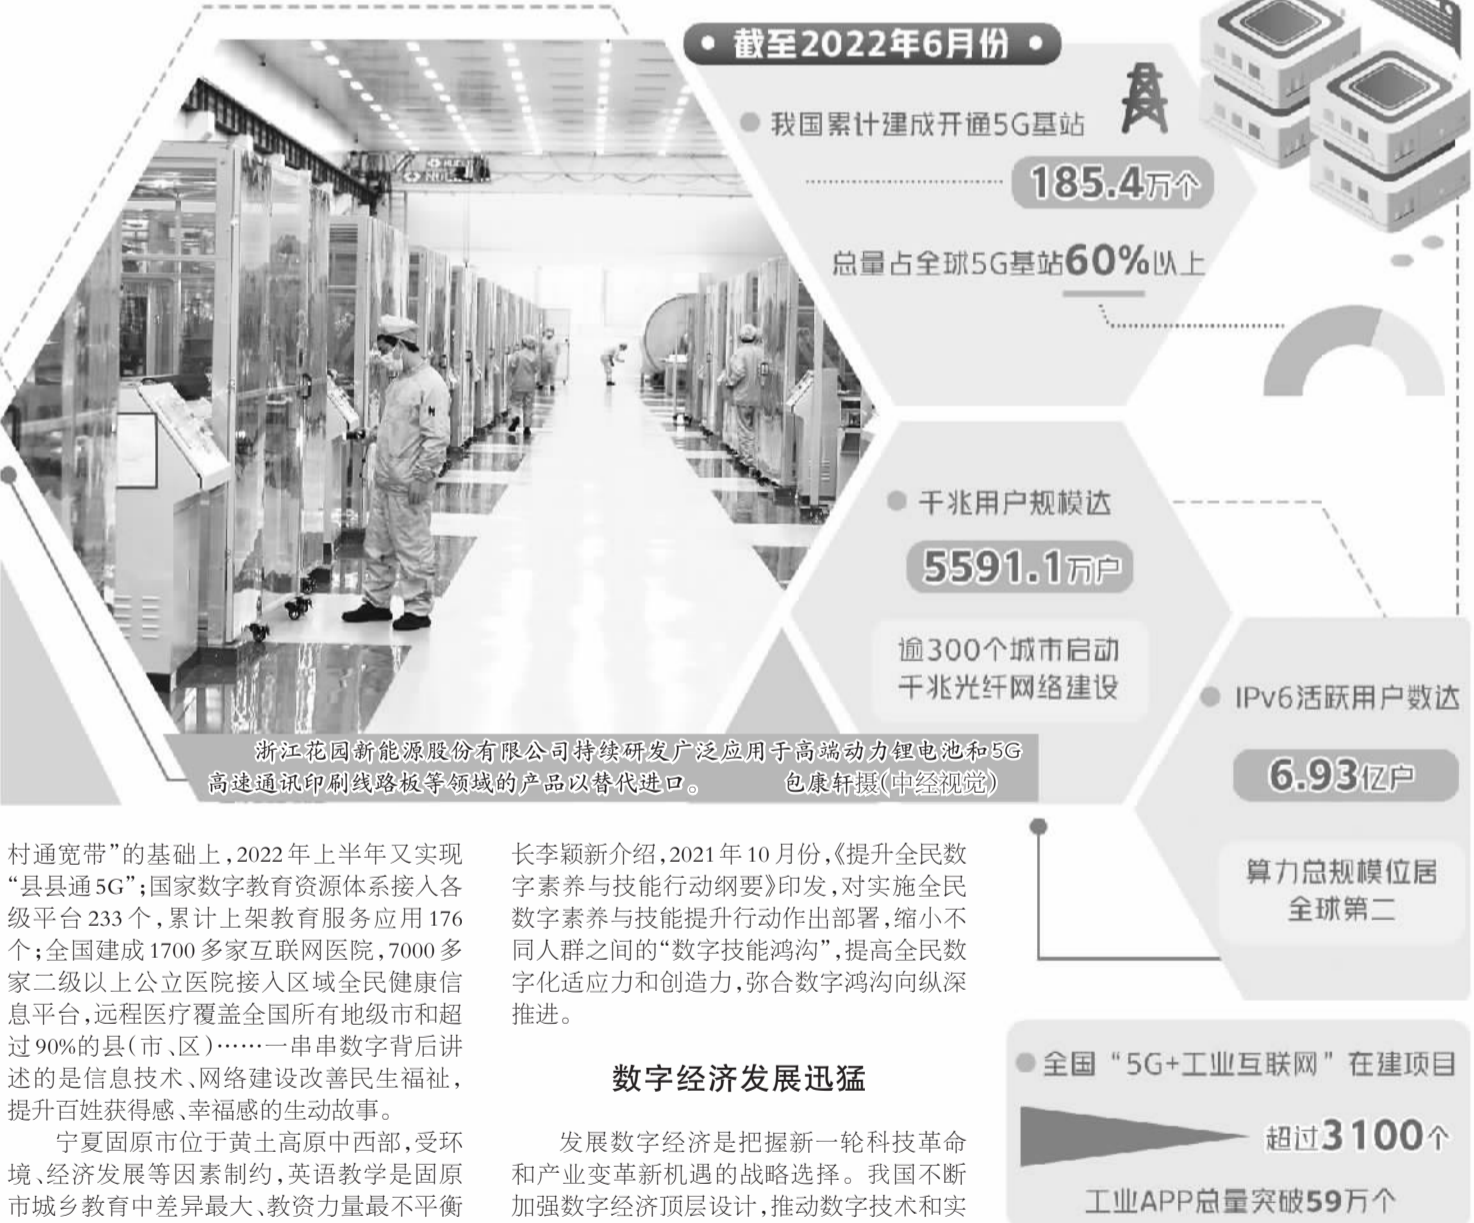 截至2022年6月份
我国累计建成开通5G基站
185.4万个
总量占全球5G基站60%以上
千兆用户规模达
5591.1万户
逾300个城市启动
千兆光纤网络建设
IPv6活跃用户数达
6.93亿户
算力总规模位居
全球第二
全国“5G+工业互联网”在建项目
超过3100个
工业APP总量突破59万个
浙江花园新能源股份有限公司持续研发广泛应用于高端动力锂电池和5G
高速通讯印刷线路板等领域的产品以替代进口。 包康轩摄(中经视觉)
村通宽带”的基础上,2022年上半年又实现
“县县通5G”;国家数字教育资源体系接入各
级平台233个,累计上架教育服务应用176
个;全国建成1700多家互联网医院,7000多
家二级以上公立医院接入区域全民健康信
息平台,远程医疗覆盖全国所有地级市和超
过90%的县(市、区)……一串串数字背后讲
述的是信息技术、网络建设改善民生福祉,
提升百姓获得感、幸福感的生动故事。
宁夏固原市位于黄土高原中西部,受环
境、经济发展等因素制约,英语教学是固原
市城乡教育中差异最大、教资力量最不平衡
长李颖新介绍,2021年10月份,《提升全民数
字素养与技能行动纲要》印发,对实施全民
数字素养与技能提升行动作出部署,缩小不
同人群之间的“数字技能鸿沟”,提高全民数
字化适应力和创造力,弥合数字鸿沟向纵深
推进。
数字经济发展迅猛
发展数字经济是把握新一轮科技革命
和产业变革新机遇的战略选择。我国不断
加强数字经济顶层设计,推动数字技术和实